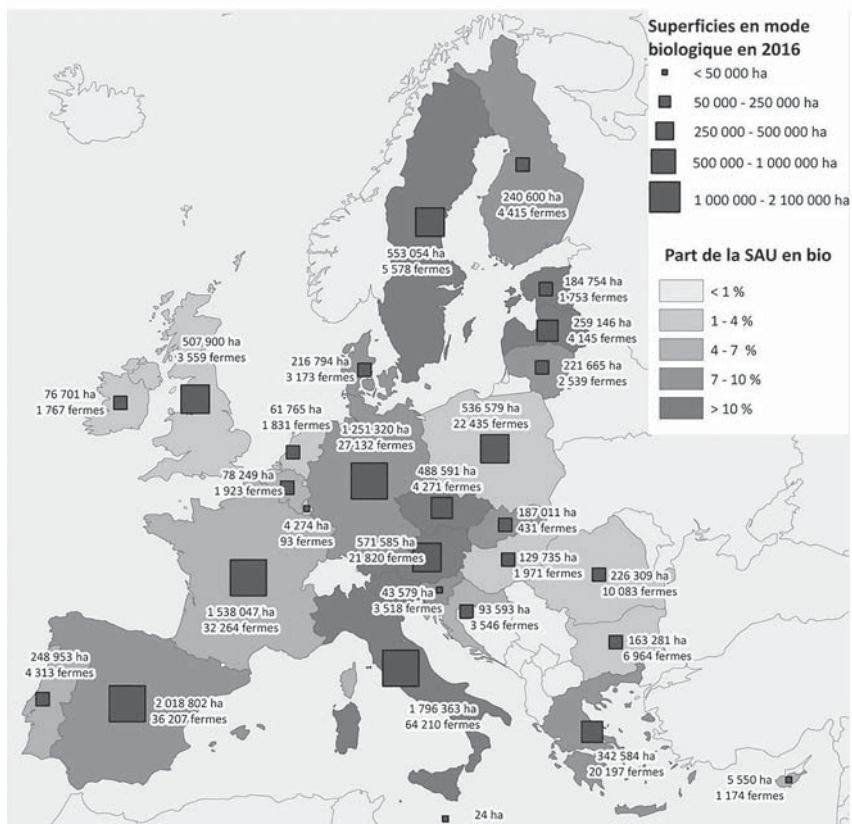 Superficies en mode
biologique en 2016
< 50 000 ha
50 000 - 250 000 ha
250 000 - 500 000 ha
500 000 - 1 000 000 ha
1 000 000 - 2 100 000 ha
Part de la SAU en bio
< 1 %
1 - 4 %
4 - 7 %
7 - 10 %
> 10 %
240 600 ha
4 415 fermes
553 054 ha
5 578 fermes
184 754 ha
1 753 fermes
259 146 ha
4 145 fermes
221 665 ha
2 539 fermes
507 900 ha
3 559 fermes
216 794 ha
3 173 fermes
76 701 ha
1 767 fermes
61 765 ha
1 831 fermes
1 251 320 ha
27 132 fermes
536 579 ha
22 435 fermes
78 249 ha
1 923 fermes
488 591 ha
4 271 fermes
4 274 ha
93 fermes
187 011 ha
431 fermes
571 585 ha
21 820 fermes
129 735 ha
1 971 fermes
226 309 ha
10 083 fermes
1 538 047 ha
32 264 fermes
43 579 ha
3 518 fermes
93 593 ha
3 546 fermes
163 281 ha
6 964 fermes
248 953 ha
4 313 fermes
2 018 802 ha
36 207 fermes
1 796 363 ha
64 210 fermes
342 584 ha
20 197 fermes
5 550 ha
1 174 fermes
24 ha